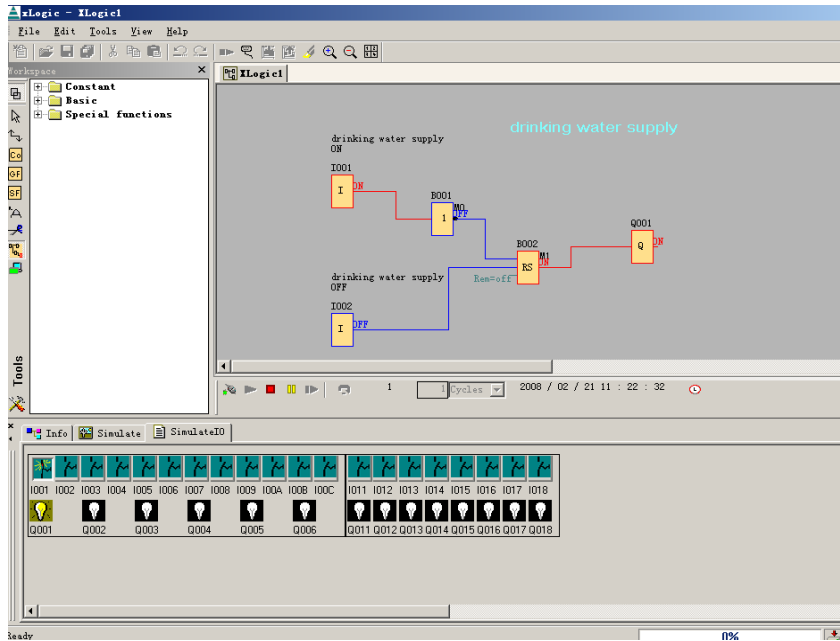 xLogic - XLogic1
File Edit Tools View Help
Workspace
XLogic1
Constant
Basic
Special functions
Co
GF
SF
Tools
drinking water supply
drinking water supply
ON
I001
I
ON
B001
1
M0
OFF
B002
RS
M1
ON
Rem=off
Q001
Q
ON
drinking water supply
OFF
I002
I
OFF
1
1 Cycles
2008 / 02 / 21 11 : 22 : 32
Info Simulate SimulateIO
I001 I002 I003 I004 I005 I006 I007 I008 I009 I00A I00B I00C I011 I012 I013 I014 I015 I016 I017 I018
Q001 Q002 Q003 Q004 Q005 Q006 Q011 Q012 Q013 Q014 Q015 Q016 Q017 Q018
Ready
0%